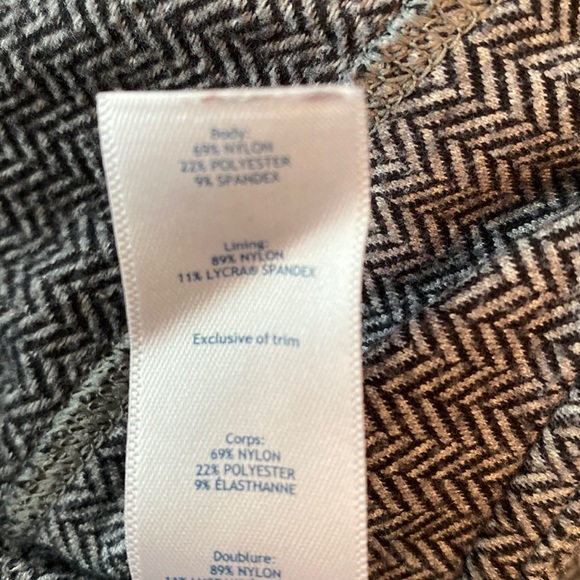 Body:
69% NYLON
22% POLYESTER
9% SPANDEX
Lining:
89% NYLON
11% LYCRA® SPANDEX
Exclusive of trim
Corps:
69% NYLON
22% POLYESTER
9% ÉLASTHANNE
Doublure:
89% NYLON